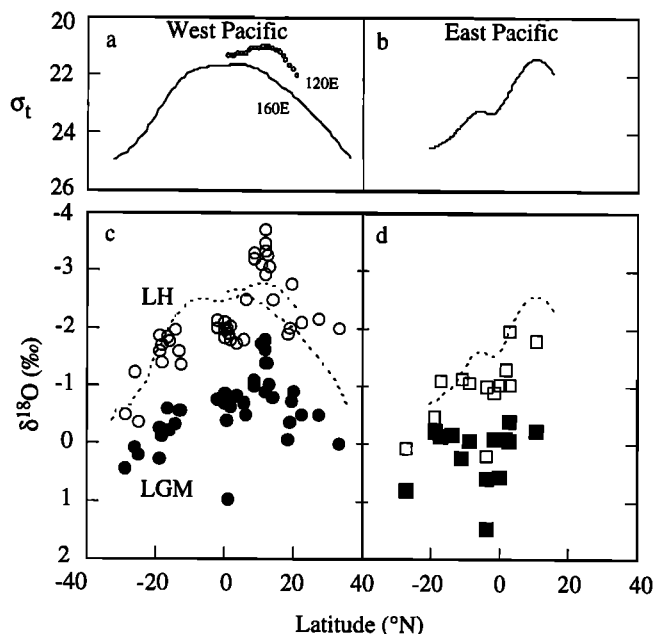 a West Pacific
120E
160E
b East Pacific
σt
20
22
24
26
c
LH
LGM
d
δ18O (‰)
-4
-3
-2
-1
0
1
2
-40 -20 0 20 40 -20 0 20 40
Latitude (°N)